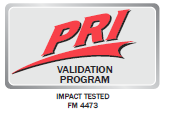 PRI
VALIDATION
PROGRAM
IMPACT TESTED
FM 4473